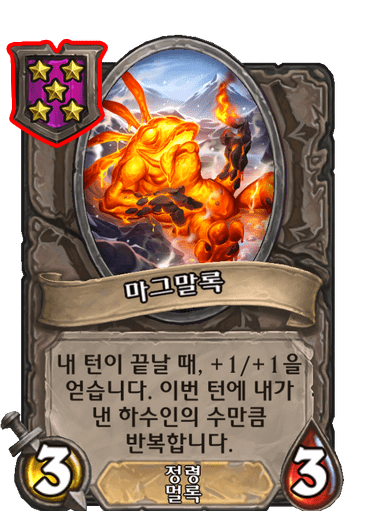 마그말록
내 턴이 끝날 때, +1/+1을
얻습니다. 이번 턴에 내가
낸 하수인의 수만큼
반복합니다.
정령
멀록
3
3